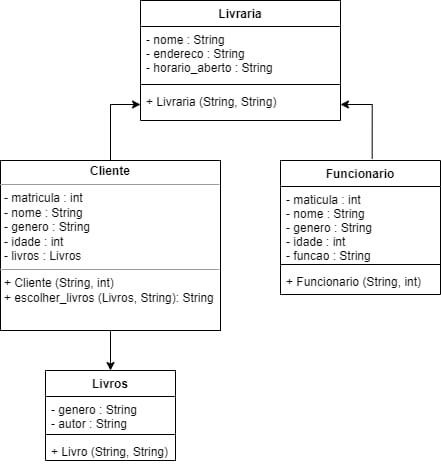 Livraria
- nome : String
- endereco : String
- horario_aberto : String
+ Livraria (String, String)
Cliente
- matricula : int
- nome : String
- genero : String
- idade : int
- livros : Livros
+ Cliente (String, int)
+ escolher_livros (Livros, String): String
Funcionario
- maticula : int
- nome : String
- genero : String
- idade : int
- funcao : String
+ Funcionario (String, int)
Livros
- genero : String
- autor : String
+ Livro (String, String)